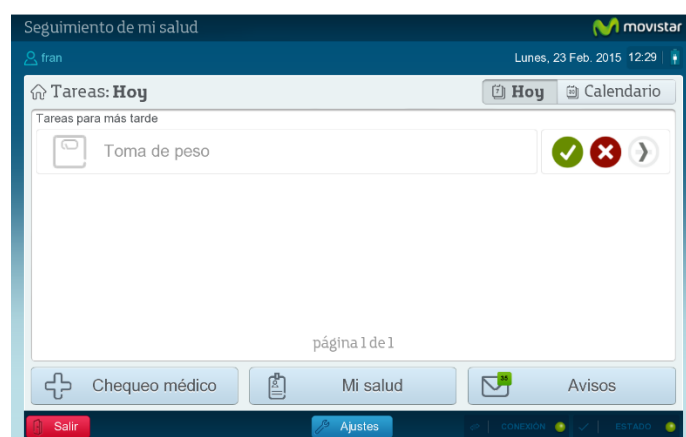 Seguimiento de mi salud
movistar
fran
Lunes, 23 Feb. 2015 12:29
Tareas: Hoy
Hoy
Calendario
Tareas para más tarde
Toma de peso
página 1 de 1
Chequeo médico
Mi salud
Avisos
Salir
Ajustes
CONEXIÓN
ESTADO